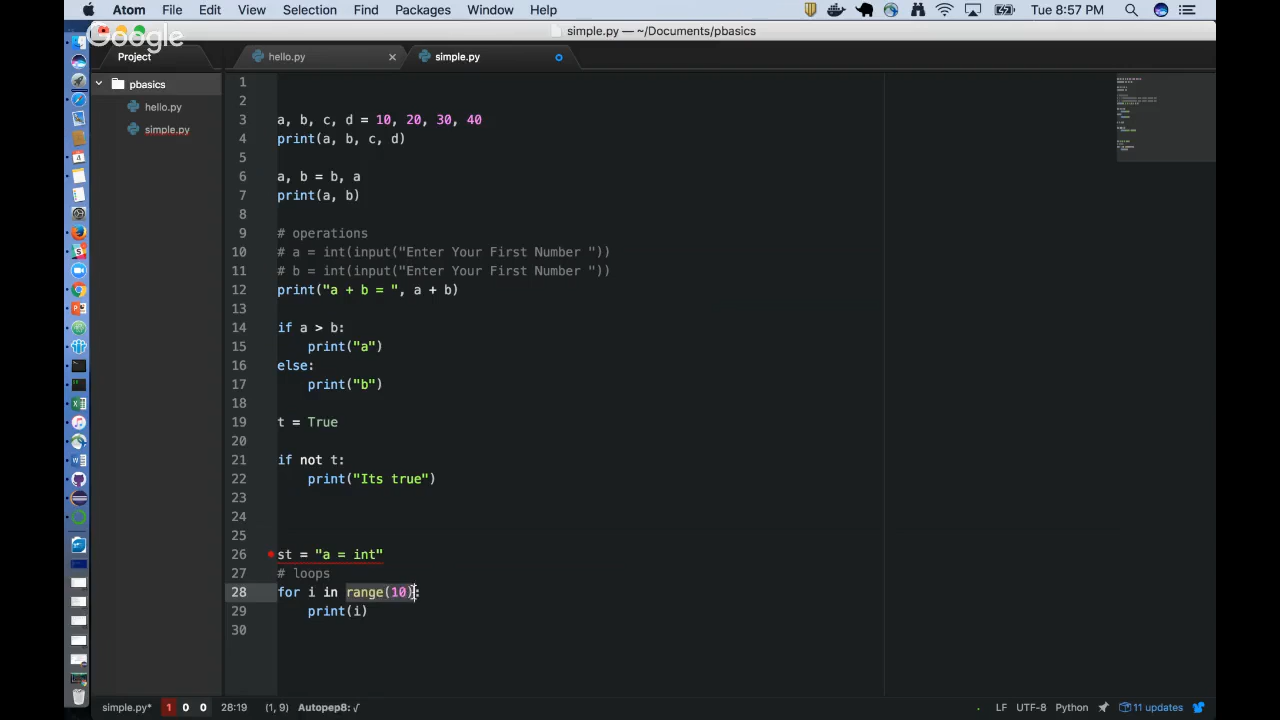 Atom File Edit View Selection Find Packages Window Help Tue 8:57 PM
simple.py — ~/Documents/pbasics
Google
Project hello.py simple.py
pbasics
hello.py
simple.py
1
2
3 a, b, c, d = 10, 20, 30, 40
4 print(a, b, c, d)
5
6 a, b = b, a
7 print(a, b)
8
9 # operations
10 # a = int(input("Enter Your First Number "))
11 # b = int(input("Enter Your First Number "))
12 print("a + b = ", a + b)
13
14 if a > b:
15 print("a")
16 else:
17 print("b")
18
19 t = True
20
21 if not t:
22 print("Its true")
23
24
25
26 st = "a = int"
27 # loops
28 for i in range(10):
29 print(i)
30
simple.py* 1 0 0 28:19 (1, 9) Autopep8: √ LF UTF-8 Python 11 updates